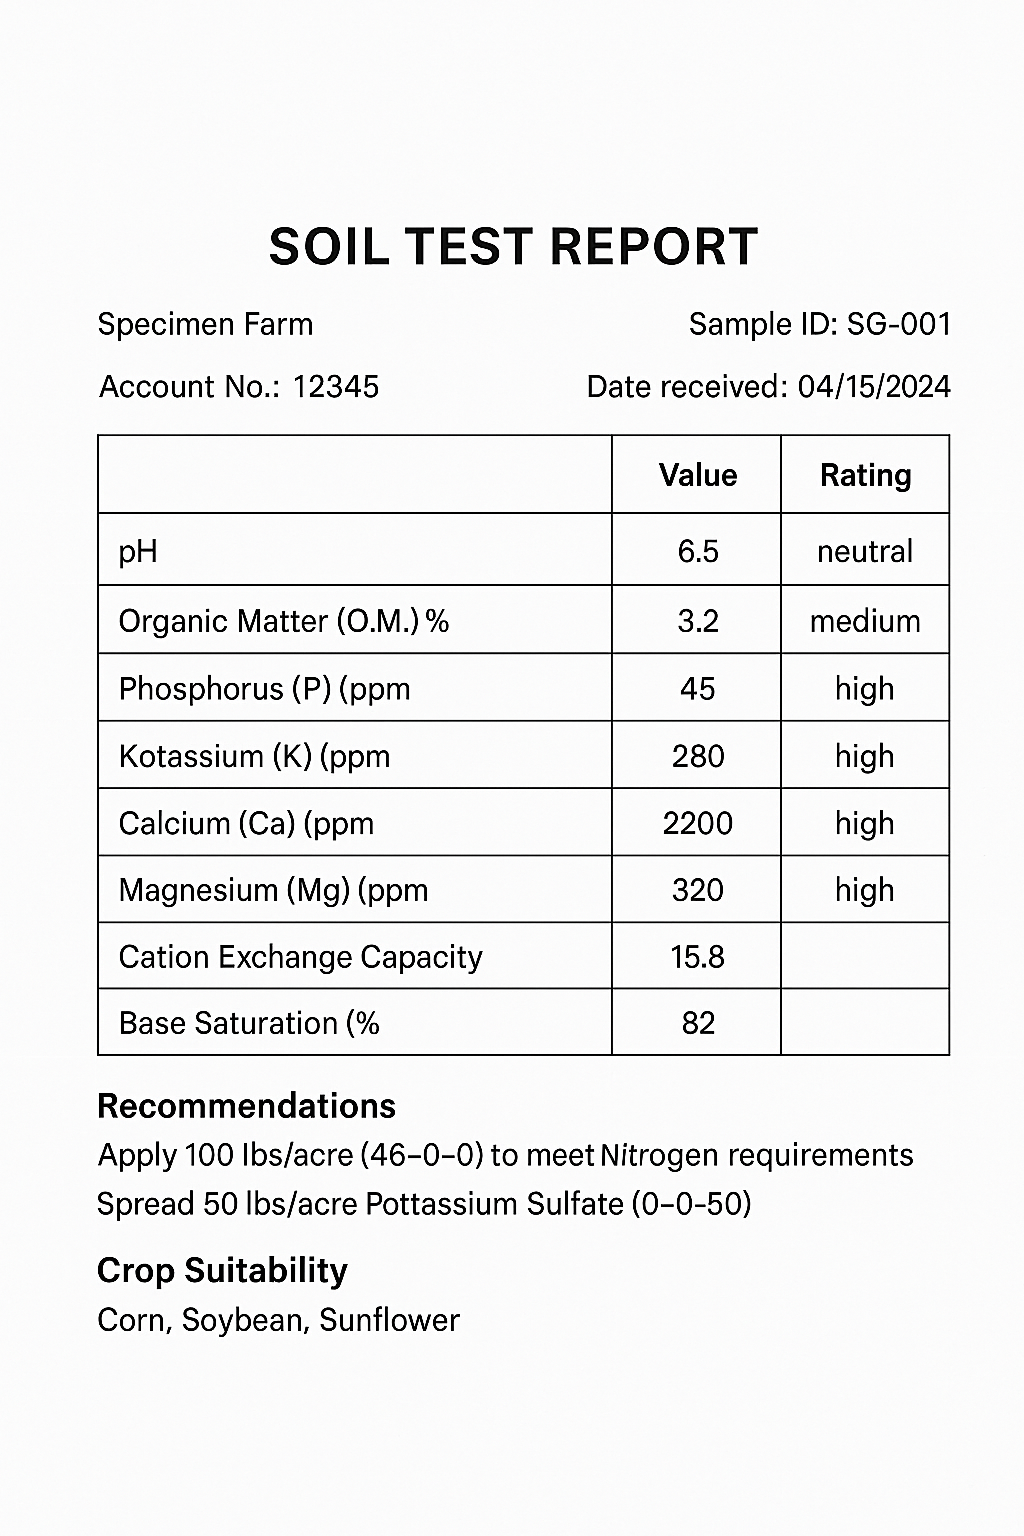 SOIL TEST REPORT
Specimen Farm Sample ID: SG-001
Account No.: 12345 Date received: 04/15/2024
Value Rating
pH 6.5 neutral
Organic Matter (O.M.) % 3.2 medium
Phosphorus (P) (ppm 45 high
Kotassium (K) (ppm 280 high
Calcium (Ca) (ppm 2200 high
Magnesium (Mg) (ppm 320 high
Cation Exchange Capacity 15.8
Base Saturation (% 82
Recommendations
Apply 100 lbs/acre (46–0–0) to meet Nitrogen requirements
Spread 50 lbs/acre Pottassium Sulfate (0–0-50)
Crop Suitability
Corn, Soybean, Sunflower